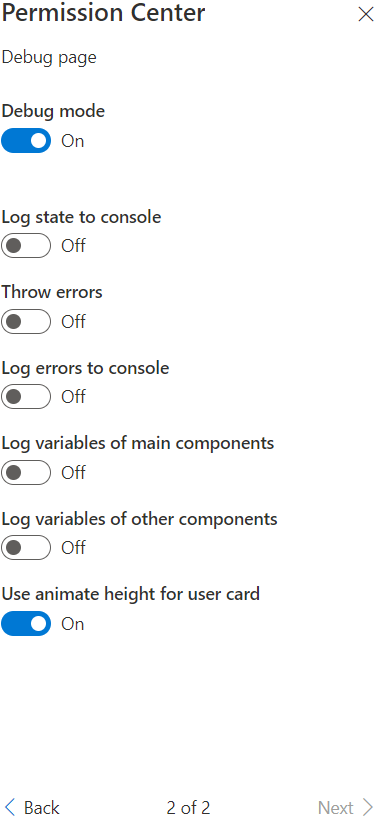 Permission Center
Debug page
Debug mode
On
Log state to console
Off
Throw errors
Off
Log errors to console
Off
Log variables of main components
Off
Log variables of other components
Off
Use animate height for user card
On
Back 2 of 2 Next